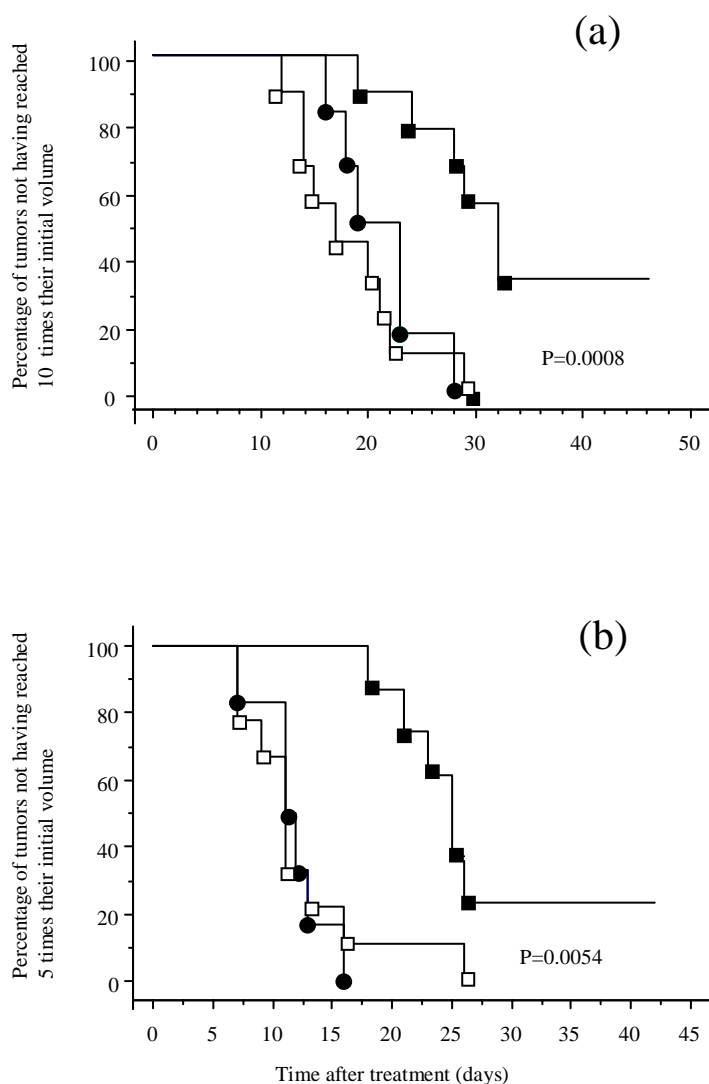 (a)
Percentage of tumors not having reached
10 times their initial volume
100
80
60
40
20
0
P=0.0008
0 10 20 30 40 50
(b)
Percentage of tumors not having reached
5 times their initial volume
100
80
60
40
20
0
P=0.0054
0 5 10 15 20 25 30 35 42 45
Time after treatment (days)